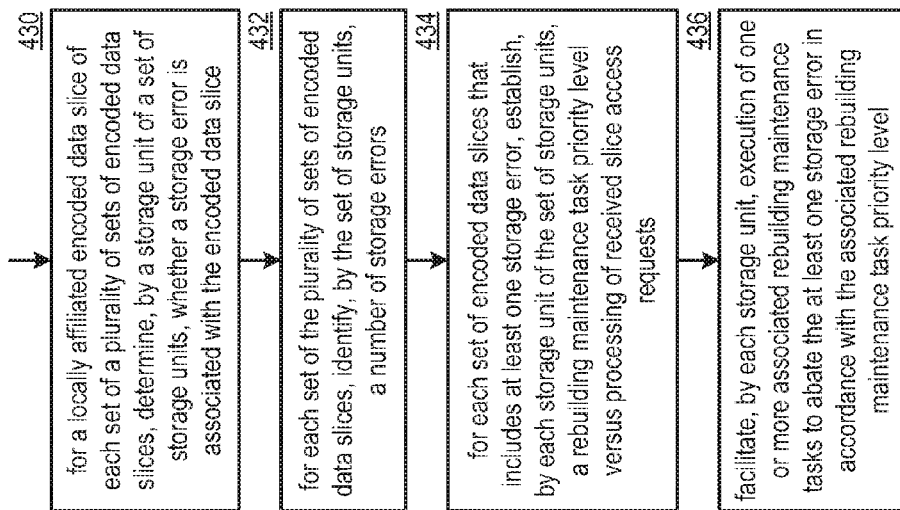 430
for a locally affiliated encoded data slice of
each set of a plurality of sets of encoded data
slices, determine, by a storage unit of a set of
storage units, whether a storage error is
associated with the encoded data slice
432
for each set of the plurality of sets of encoded
data slices, identify, by the set of storage units,
a number of storage errors
434
for each set of encoded data slices that
includes at least one storage error, establish,
by each storage unit of the set of storage units,
a rebuilding maintenance task priority level
versus processing of received slice access
requests
436
facilitate, by each storage unit, execution of one
or more associated rebuilding maintenance
tasks to abate the at least one storage error in
accordance with the associated rebuilding
maintenance task priority level